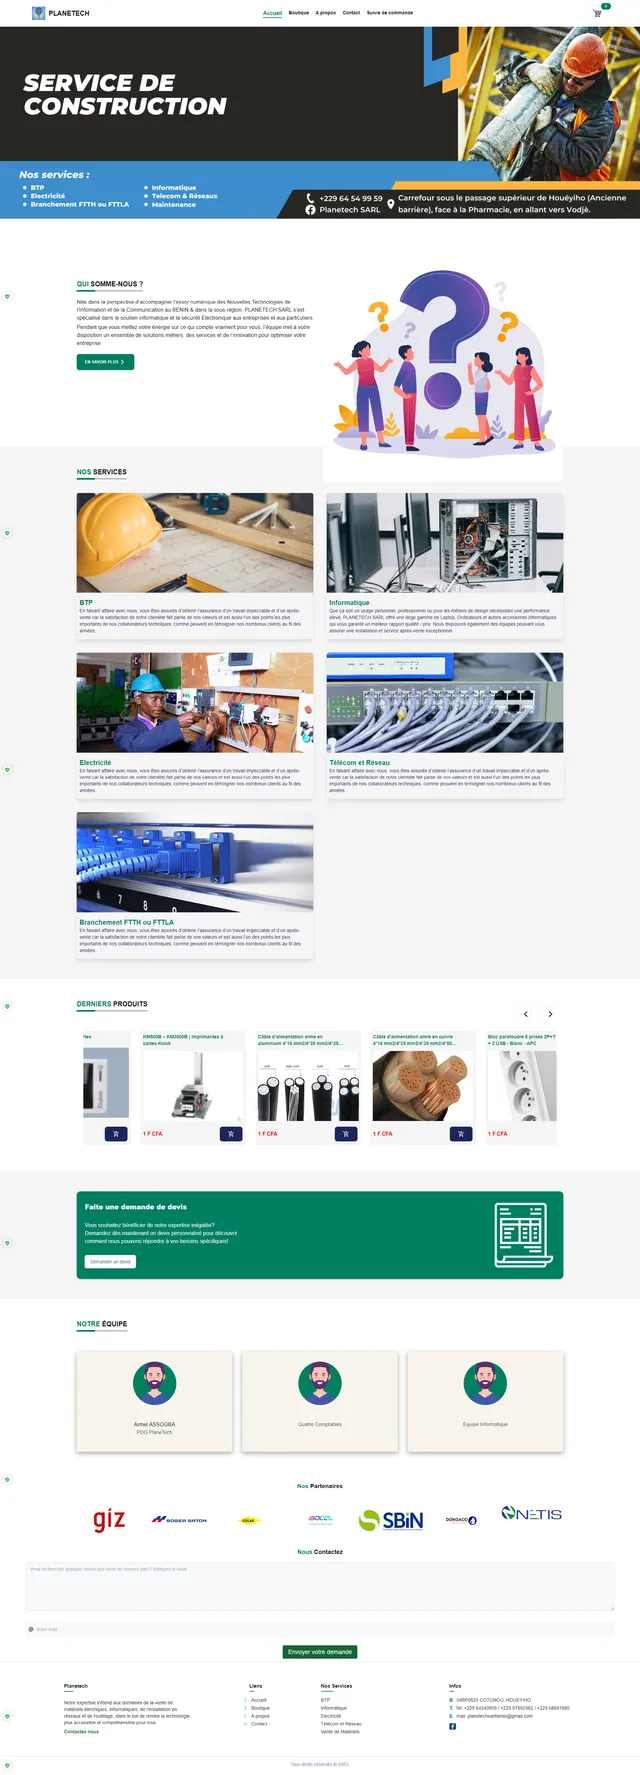 PLANETECH
Accueil
Boutique
A propos
Contact
Suivie de commande
SERVICE DE
CONSTRUCTION
Nos services :
BTP
Electricité
Branchement FTTH ou FTTLA
Informatique
Telecom & Réseaux
Maintenance
+229 64 54 99 59
Planetech SARL
Carrefour sous le passage supérieur de Houéyiho (Ancienne
barrière), face à la Pharmacie, en allant vers Vodjè.
QUI SOMME-NOUS ?
Née dans la perspective d'accompagner l'essor numérique des Nouvelles Technologies de
l'Information et de la Communication au BENIN & dans la sous-région, PLANETECH SARL s'est
spécialisé dans le soutien informatique et la sécurité Electronique aux entreprises et aux particuliers
Pendant que vous mettez votre énergie sur ce qui compte vraiment pour vous, l'équipe met à votre
disposition un ensemble de solutions métiers, des services et de l'innovation pour optimiser votre
entreprise
EN SAVOIR PLUS
NOS SERVICES
BTP
En faisant affaire avec nous, vous êtes assurés d'obtenir l'assurance d'un travail impeccable et d'un après-
vente car la satisfaction de notre clientèle fait partie de nos valeurs et est aussi l'un des points les plus
importants de nos collaborateurs techniques, comme peuvent en témoigner nos nombreux clients au fil des
années.
Informatique
Que ça soit un usage personnel, professionnel ou pour les métiers de design nécessitant une performance
élevé, PLANETECH SARL offre une large gamme de Laptop, Ordinateurs et autres accessoires informatiques
qui vous garantit un meilleur rapport qualité / prix. Nous disposons également des équipes pouvant vous
assurer une installation et service après-vente exceptionnel
Electricité
En faisant affaire avec nous, vous êtes assurés d'obtenir l'assurance d'un travail impeccable et d'un après-
vente car la satisfaction de notre clientèle fait partie de nos valeurs et est aussi l'un des points les plus
importants de nos collaborateurs techniques, comme peuvent en témoigner nos nombreux clients au fil des
années.
Télécom et Réseau
En faisant affaire avec nous, vous êtes assurés d'obtenir l'assurance d'un travail impeccable et d'un après-
vente car la satisfaction de notre clientèle fait partie de nos valeurs et est aussi l'un des points les plus
importants de nos collaborateurs techniques, comme peuvent en témoigner nos nombreux clients au fil des
années.
7 8 9
Branchement FTTH ou FTTLA
En faisant affaire avec nous, vous êtes assurés d'obtenir l'assurance d'un travail impeccable et d'un après-
vente car la satisfaction de notre clientèle fait partie de nos valeurs et est aussi l'un des points les plus
importants de nos collaborateurs techniques, comme peuvent en témoigner nos nombreux clients au fil des
années.
DERNIERS PRODUITS
KM500B – KM2000B | Imprimantes à
cartes Kiosk
1 F CFA
Câble d'alimentation armé en
aluminium 4*16 mm2/4*25 mm2/4*35...
1 F CFA
Câble d'alimentation armé en cuivre
4*16 mm2/4*25 mm2/4*35 mm2/4*50...
1 F CFA
Bloc parafoudre 5 prises 2P+T
+ 2 USB - Blanc - APC
1 F CFA
Faite une demande de devis
Vous souhaitez bénéficier de notre expertise inégalée?
Demandez dès maintenant un devis personnalisé pour découvrir
comment nous pouvons répondre à vos besoins spécifiques!
Demander un devis
NOTRE ÉQUIPE
Armel ASSOGBA
PDG PlaneTech
Quatre Comptables
Equipe Informatique
Nos Partenaires
giz
SOGEA SATOM
COLAS
ISOCEL
SBIN
DONGACO
NETIS
Nous Contactez
Vous recherchez quelque chose que vous ne trouvez pas ? Indiquez le nous
Votre mail
Envoyer votre demande
Planetech
Notre expertise s'étend aux domaines de la vente de
matériels électriques, informatiques, de l'installation en
réseaux et de l'outillage, dans le but de rendre la technologie
plus accessible et compréhensible pour tous.
Contactez nous
Liens
Accueil
Boutique
A propos
Contact
Nos Services
BTP
Informatique
Electricité
Télécom et Réseau
Vente de Matériels
Infos
04BP0625 COTONOU, HOUEYIHO
T. Tel: +229 64549959 / +229 97892982 / +229 68681680
E. mail: planetechsarlbenin@gmail.com
Tous droits réservés © 2023